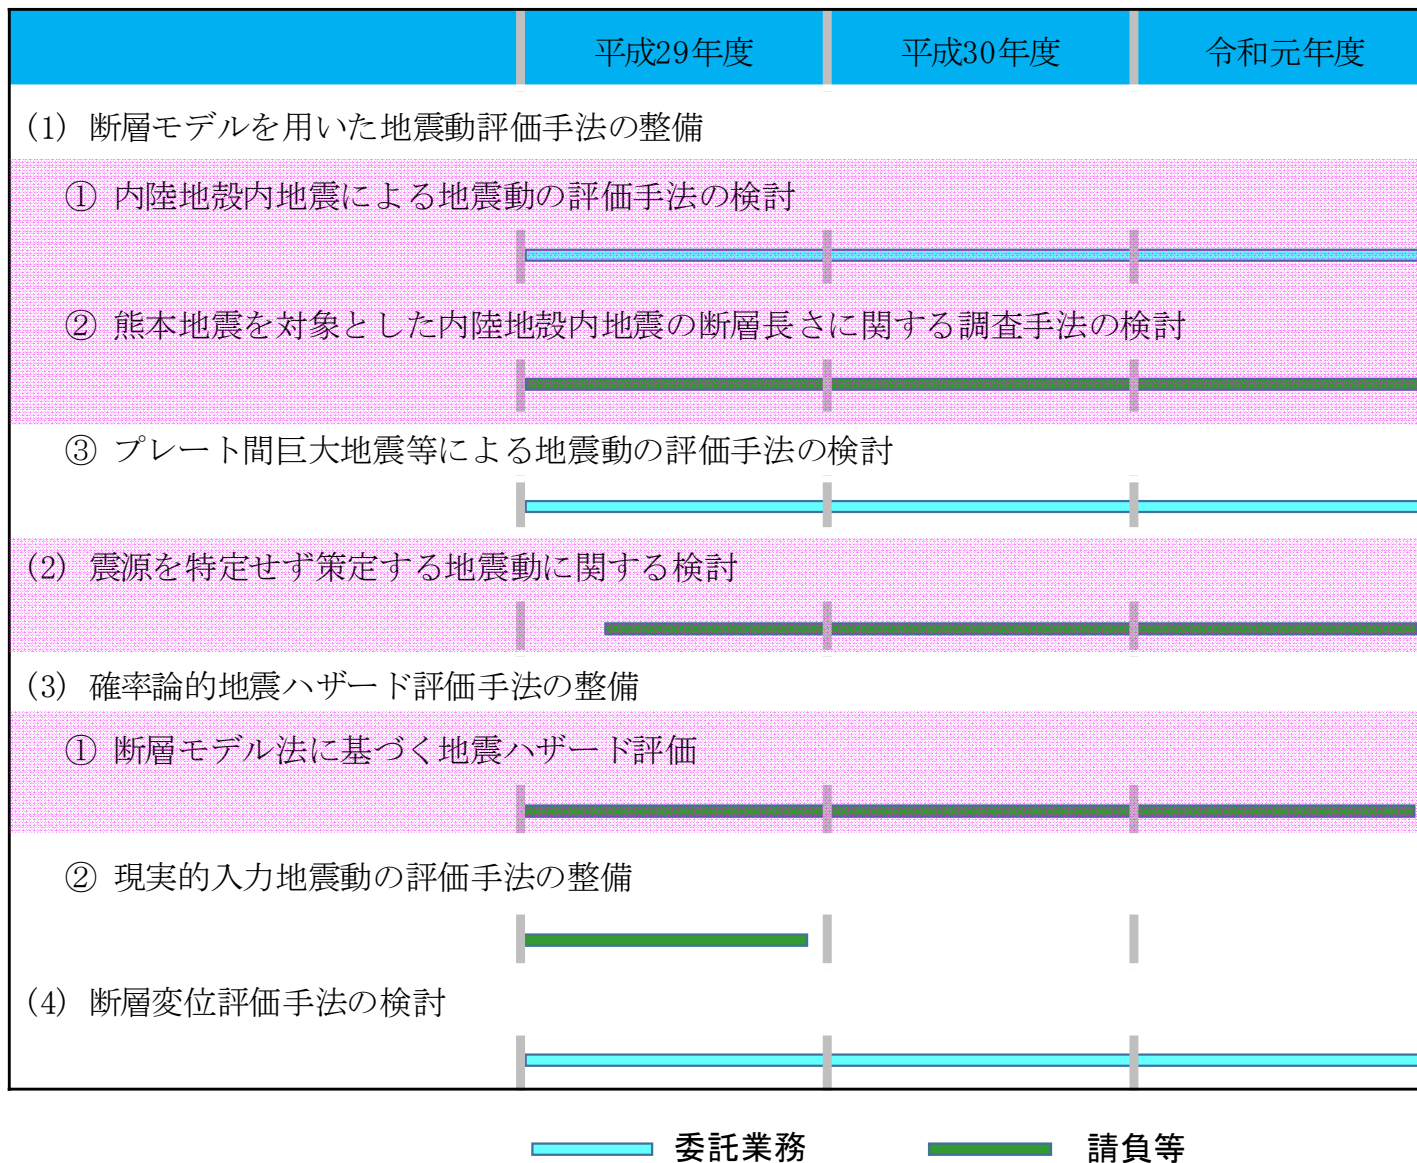 平成29年度 平成30年度 令和元年度
(1) 断層モデルを用いた地震動評価手法の整備
① 内陸地殻内地震による地震動の評価手法の検討
② 熊本地震を対象とした内陸地殻内地震の断層長さに関する調査手法の検討
③ プレート間巨大地震等による地震動の評価手法の検討
(2) 震源を特定せず策定する地震動に関する検討
(3) 確率論的地震ハザード評価手法の整備
① 断層モデル法に基づく地震ハザード評価
② 現実的入力地震動の評価手法の整備
(4) 断層変位評価手法の検討
委託業務 請負等